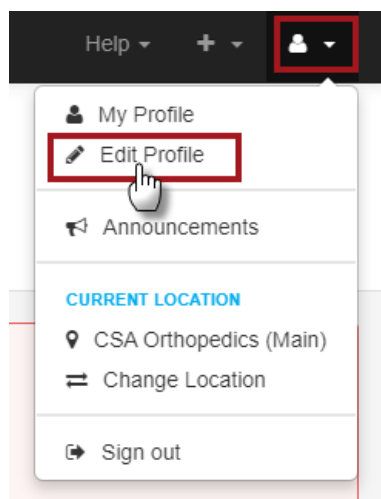 Help
My Profile
Edit Profile
Announcements
CURRENT LOCATION
CSA Orthopedics (Main)
Change Location
Sign out